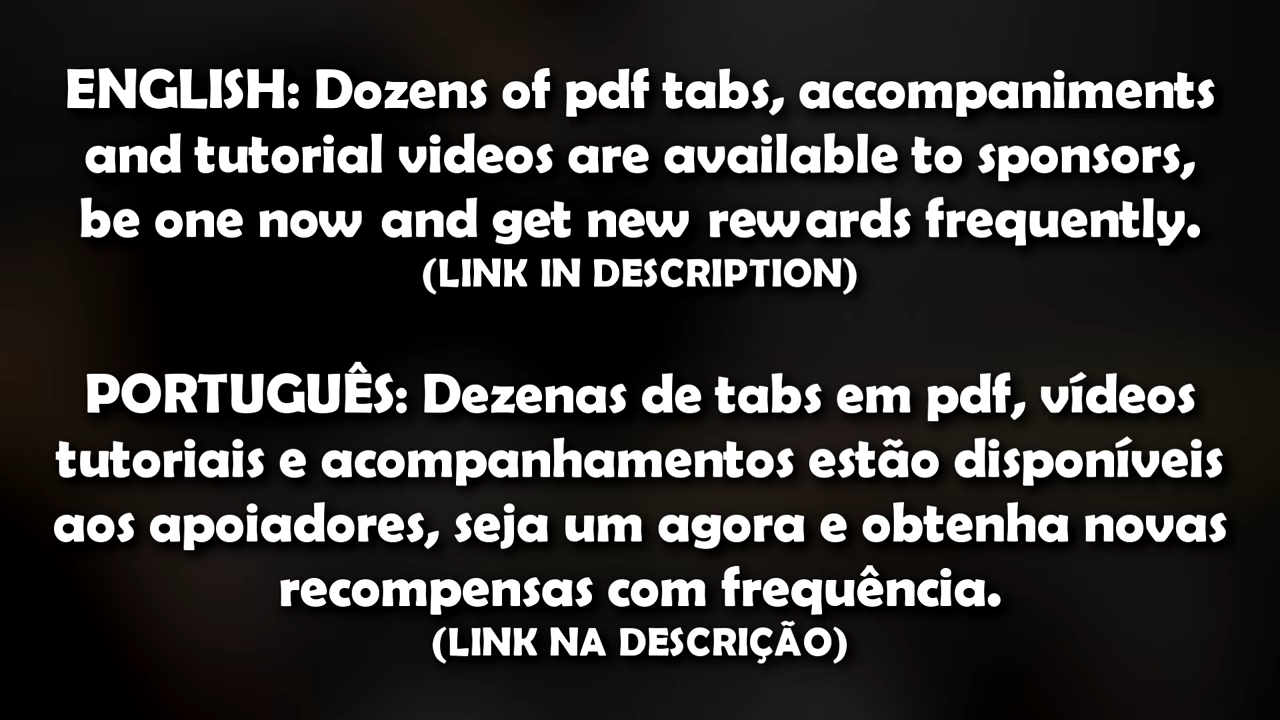 ENGLISH: Dozens of pdf tabs, accompaniments
and tutorial videos are available to sponsors,
be one now and get new rewards frequently.
(LINK IN DESCRIPTION)
PORTUGUÊS: Dezenas de tabs em pdf, vídeos
tutoriais e acompanhamentos estão disponíveis
aos apoiadores, seja um agora e obtenha novas
recompensas com frequência.
(LINK NA DESCRIÇÃO)